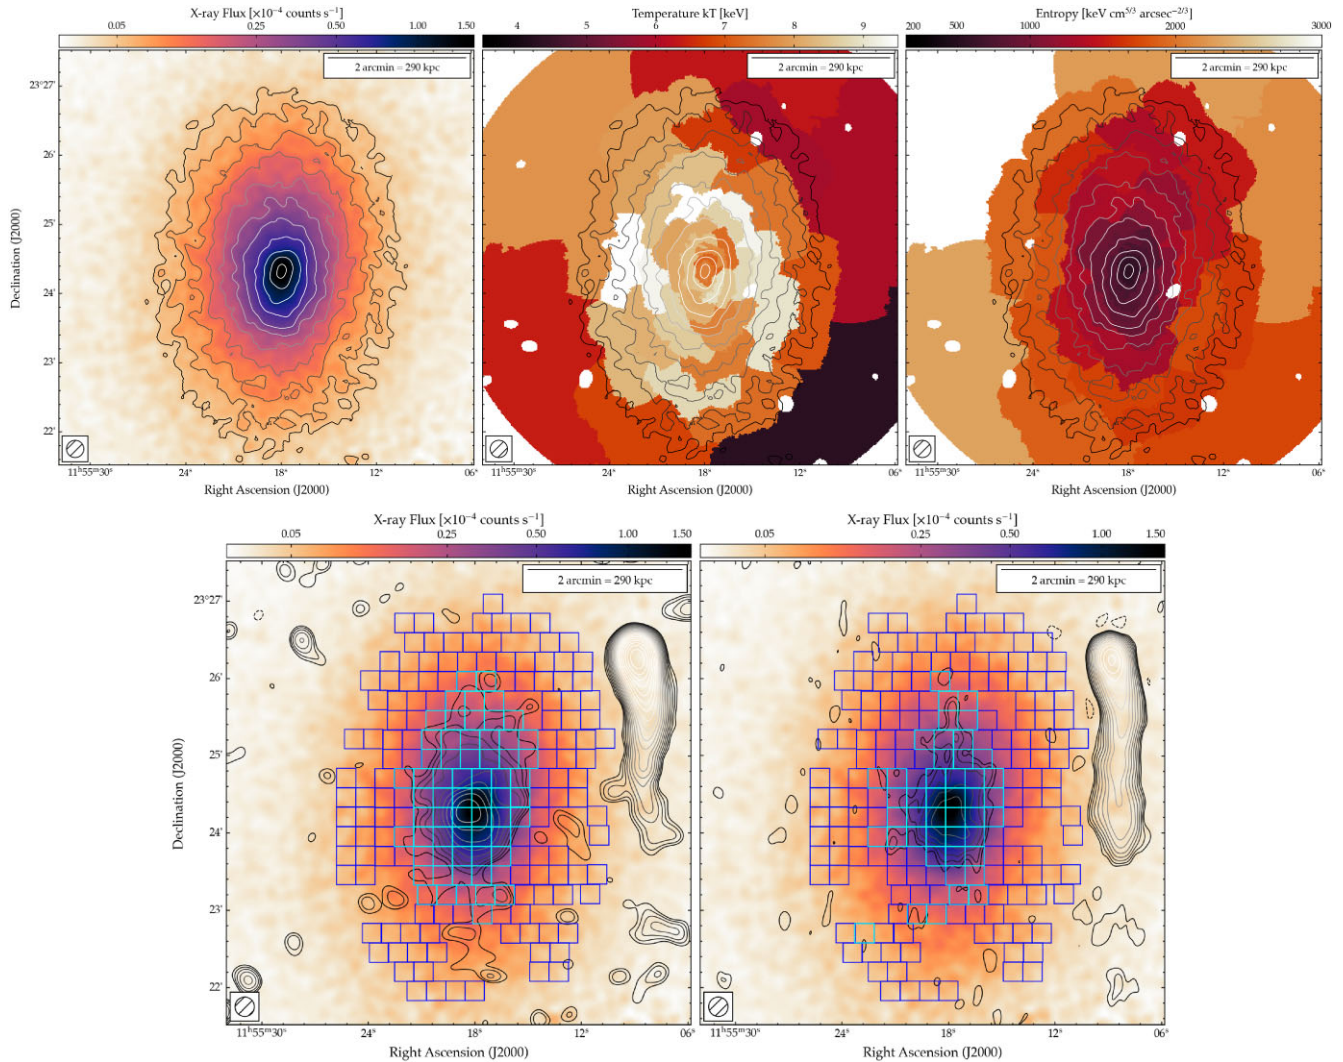 X-ray Flux [×10⁻⁴ counts s⁻¹]
0.05 0.25 0.50 1.00 1.50
Temperature kT [keV]
4 5 6 7 8 9
Entropy [keV cm⁵ᐟ³ arcsec⁻²ᐟ³]
200 500 1000 2000 3000
2 arcmin = 290 kpc
2 arcmin = 290 kpc
2 arcmin = 290 kpc
23°27'
26'
25'
24'
23'
22'
Declination (J2000)
11ʰ55ᵐ30ˢ 24ˢ 18ˢ 12ˢ 06ˢ
11ʰ55ᵐ30ˢ 24ˢ 18ˢ 12ˢ 06ˢ
11ʰ55ᵐ30ˢ 24ˢ 18ˢ 12ˢ 06ˢ
Right Ascension (J2000)
Right Ascension (J2000)
Right Ascension (J2000)
X-ray Flux [×10⁻⁴ counts s⁻¹]
0.05 0.25 0.50 1.00 1.50
X-ray Flux [×10⁻⁴ counts s⁻¹]
0.05 0.25 0.50 1.00 1.50
2 arcmin = 290 kpc
2 arcmin = 290 kpc
23°27'
26'
25'
24'
23'
22'
Declination (J2000)
11ʰ55ᵐ30ˢ 24ˢ 18ˢ 12ˢ 06ˢ
11ʰ55ᵐ30ˢ 24ˢ 18ˢ 12ˢ 06ˢ
Right Ascension (J2000)
Right Ascension (J2000)